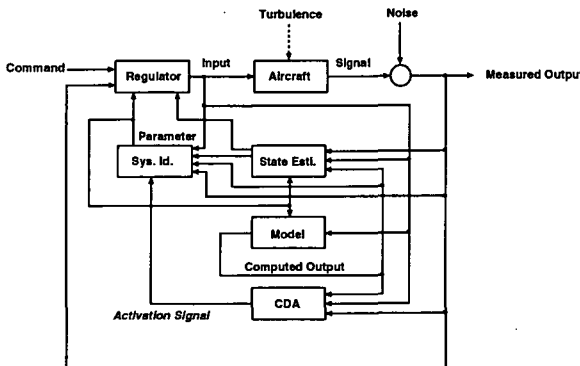 Turbulence
Noise
Command
Regulator
Input
Aircraft
Signal
Measured Output
Parameter
Sys. Id.
State Esti.
Model
Computed Output
CDA
Activation Signal